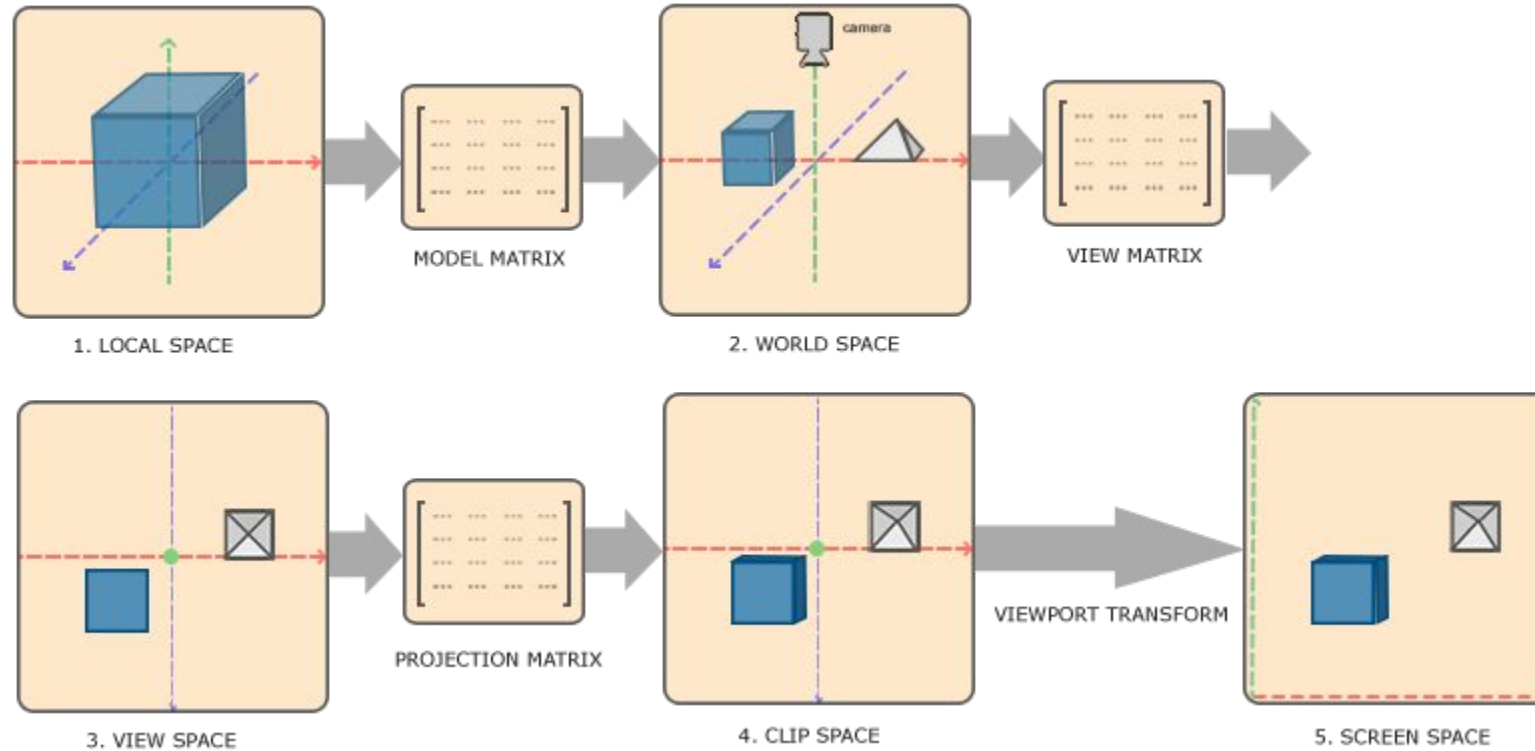 camera
MODEL MATRIX
VIEW MATRIX
1. LOCAL SPACE
2. WORLD SPACE
VIEWPORT TRANSFORM
PROJECTION MATRIX
3. VIEW SPACE
4. CLIP SPACE
5. SCREEN SPACE